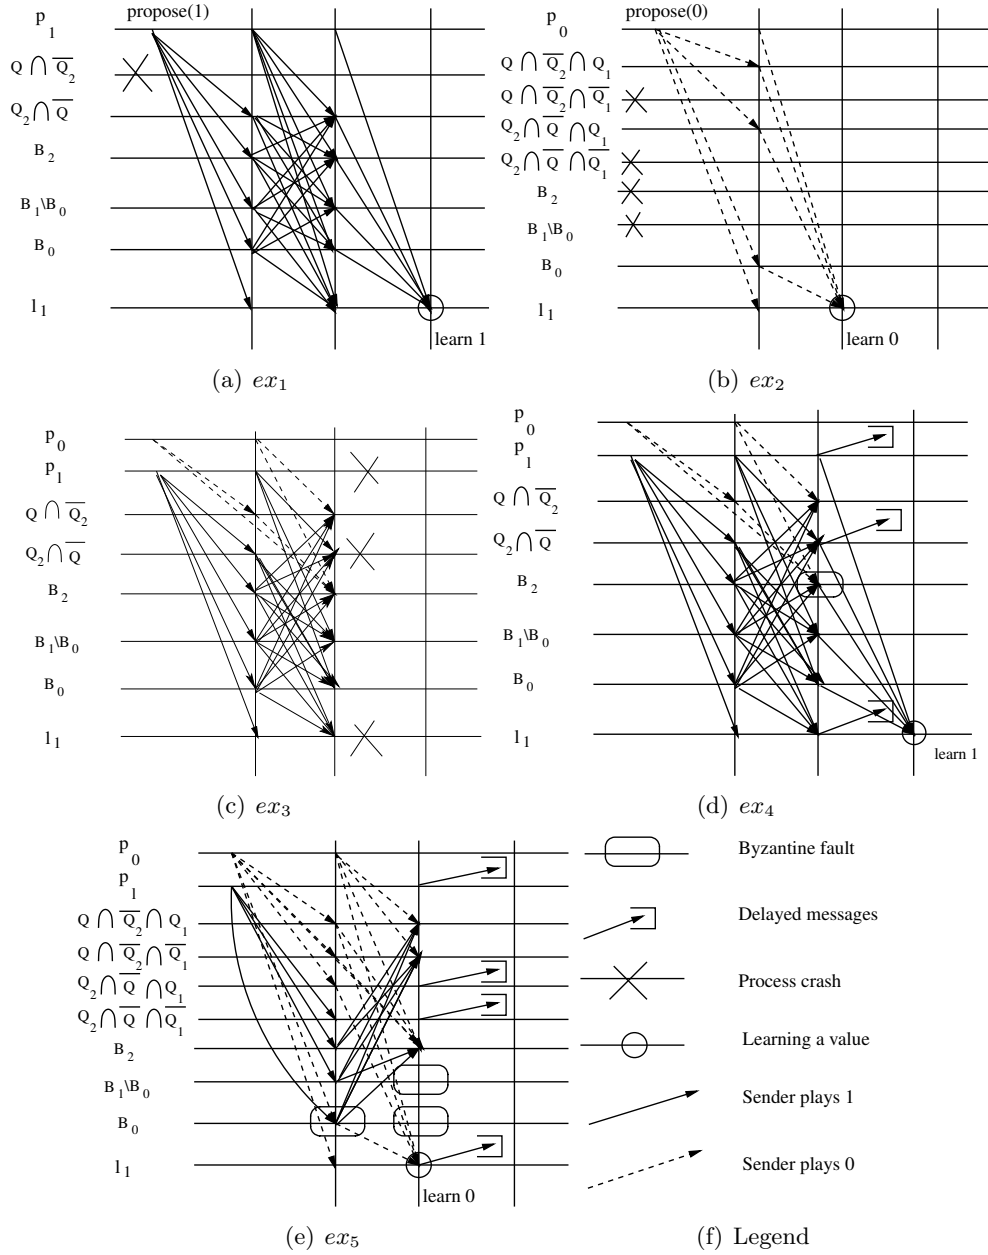 propose(1)
p₁
Q ∩ Q̅₂
Q₂ ∩ Q̅
B₂
B₁\B₀
B₀
l₁
learn 1
(a) ex₁
propose(0)
p₀
Q ∩ Q̅₂ ∩ Q₁
Q ∩ Q̅₂ ∩ Q̅₁
Q₂ ∩ Q̅ ∩ Q₁
Q₂ ∩ Q̅ ∩ Q̅₁
B₂
B₁\B₀
B₀
l₁
learn 0
(b) ex₂
p₀
p₁
Q ∩ Q̅₂
Q₂ ∩ Q̅
B₂
B₁\B₀
B₀
l₁
(c) ex₃
p₀
p₁
Q ∩ Q̅₂
Q₂ ∩ Q̅
B₂
B₁\B₀
B₀
l₁
learn 1
(d) ex₄
p₀
p₁
Q ∩ Q̅₂ ∩ Q₁
Q ∩ Q̅₂ ∩ Q̅₁
Q₂ ∩ Q̅ ∩ Q₁
Q₂ ∩ Q̅ ∩ Q̅₁
B₂
B₁\B₀
B₀
l₁
learn 0
(e) ex₅
Byzantine fault
Delayed messages
Process crash
Learning a value
Sender plays 1
Sender plays 0
(f) Legend